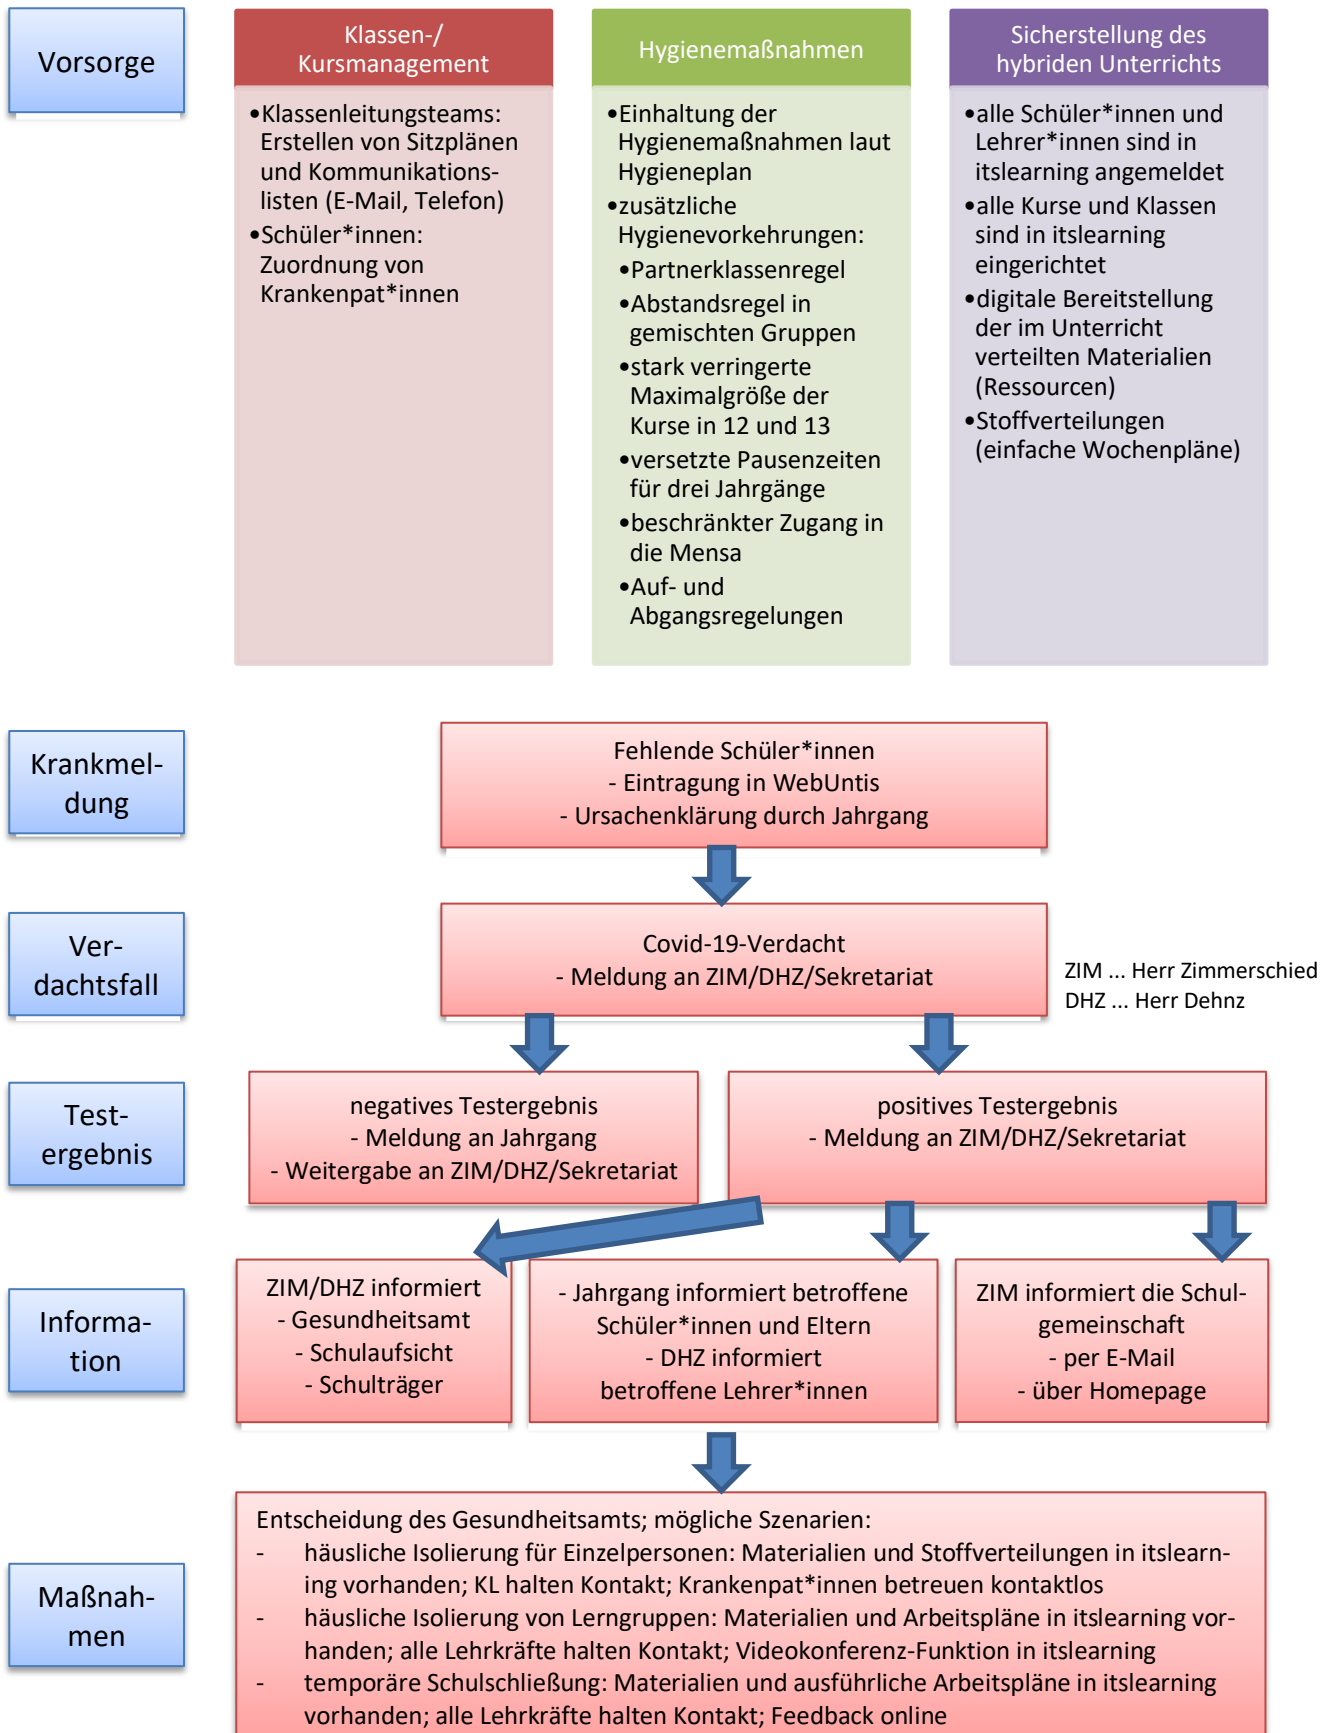 Vorsorge
Klassen-/
Kursmanagement
•Klassenleitungsteams:
Erstellen von Sitzplänen
und Kommunikations-
listen (E-Mail, Telefon)
•Schüler*innen:
Zuordnung von
Krankenpat*innen
Hygienemaßnahmen
•Einhaltung der
Hygienemaßnahmen laut
Hygieneplan
•zusätzliche
Hygienevorkehrungen:
•Partnerklassenregel
•Abstandsregel in
gemischten Gruppen
•stark verringerte
Maximalgröße der
Kurse in 12 und 13
•versetzte Pausenzeiten
für drei Jahrgänge
•beschränkter Zugang in
die Mensa
•Auf- und
Abgangsregelungen
Sicherstellung des
hybriden Unterrichts
•alle Schüler*innen und
Lehrer*innen sind in
itslearning angemeldet
•alle Kurse und Klassen
sind in itslearning
eingerichtet
•digitale Bereitstellung
der im Unterricht
verteilten Materialien
(Ressourcen)
•Stoffverteilungen
(einfache Wochenpläne)
Krankmel-
dung
Fehlende Schüler*innen
- Eintragung in WebUntis
- Ursachenklärung durch Jahrgang
Ver-
dachtsfall
Covid-19-Verdacht
- Meldung an ZIM/DHZ/Sekretariat
ZIM ... Herr Zimmerschied
DHZ ... Herr Dehnz
Test-
ergebnis
negatives Testergebnis
- Meldung an Jahrgang
- Weitergabe an ZIM/DHZ/Sekretariat
positives Testergebnis
- Meldung an ZIM/DHZ/Sekretariat
Informa-
tion
ZIM/DHZ informiert
- Gesundheitsamt
- Schulaufsicht
- Schulträger
- Jahrgang informiert betroffene
Schüler*innen und Eltern
- DHZ informiert
betroffene Lehrer*innen
ZIM informiert die Schul-
gemeinschaft
- per E-Mail
- über Homepage
Maßnah-
men
Entscheidung des Gesundheitsamts; mögliche Szenarien:
- häusliche Isolierung für Einzelpersonen: Materialien und Stoffverteilungen in itslearn-
ing vorhanden; KL halten Kontakt; Krankenpat*innen betreuen kontaktlos
- häusliche Isolierung von Lerngruppen: Materialien und Arbeitspläne in itslearning vor-
handen; alle Lehrkräfte halten Kontakt; Videokonferenz-Funktion in itslearning
- temporäre Schulschließung: Materialien und ausführliche Arbeitspläne in itslearning
vorhanden; alle Lehrkräfte halten Kontakt; Feedback online